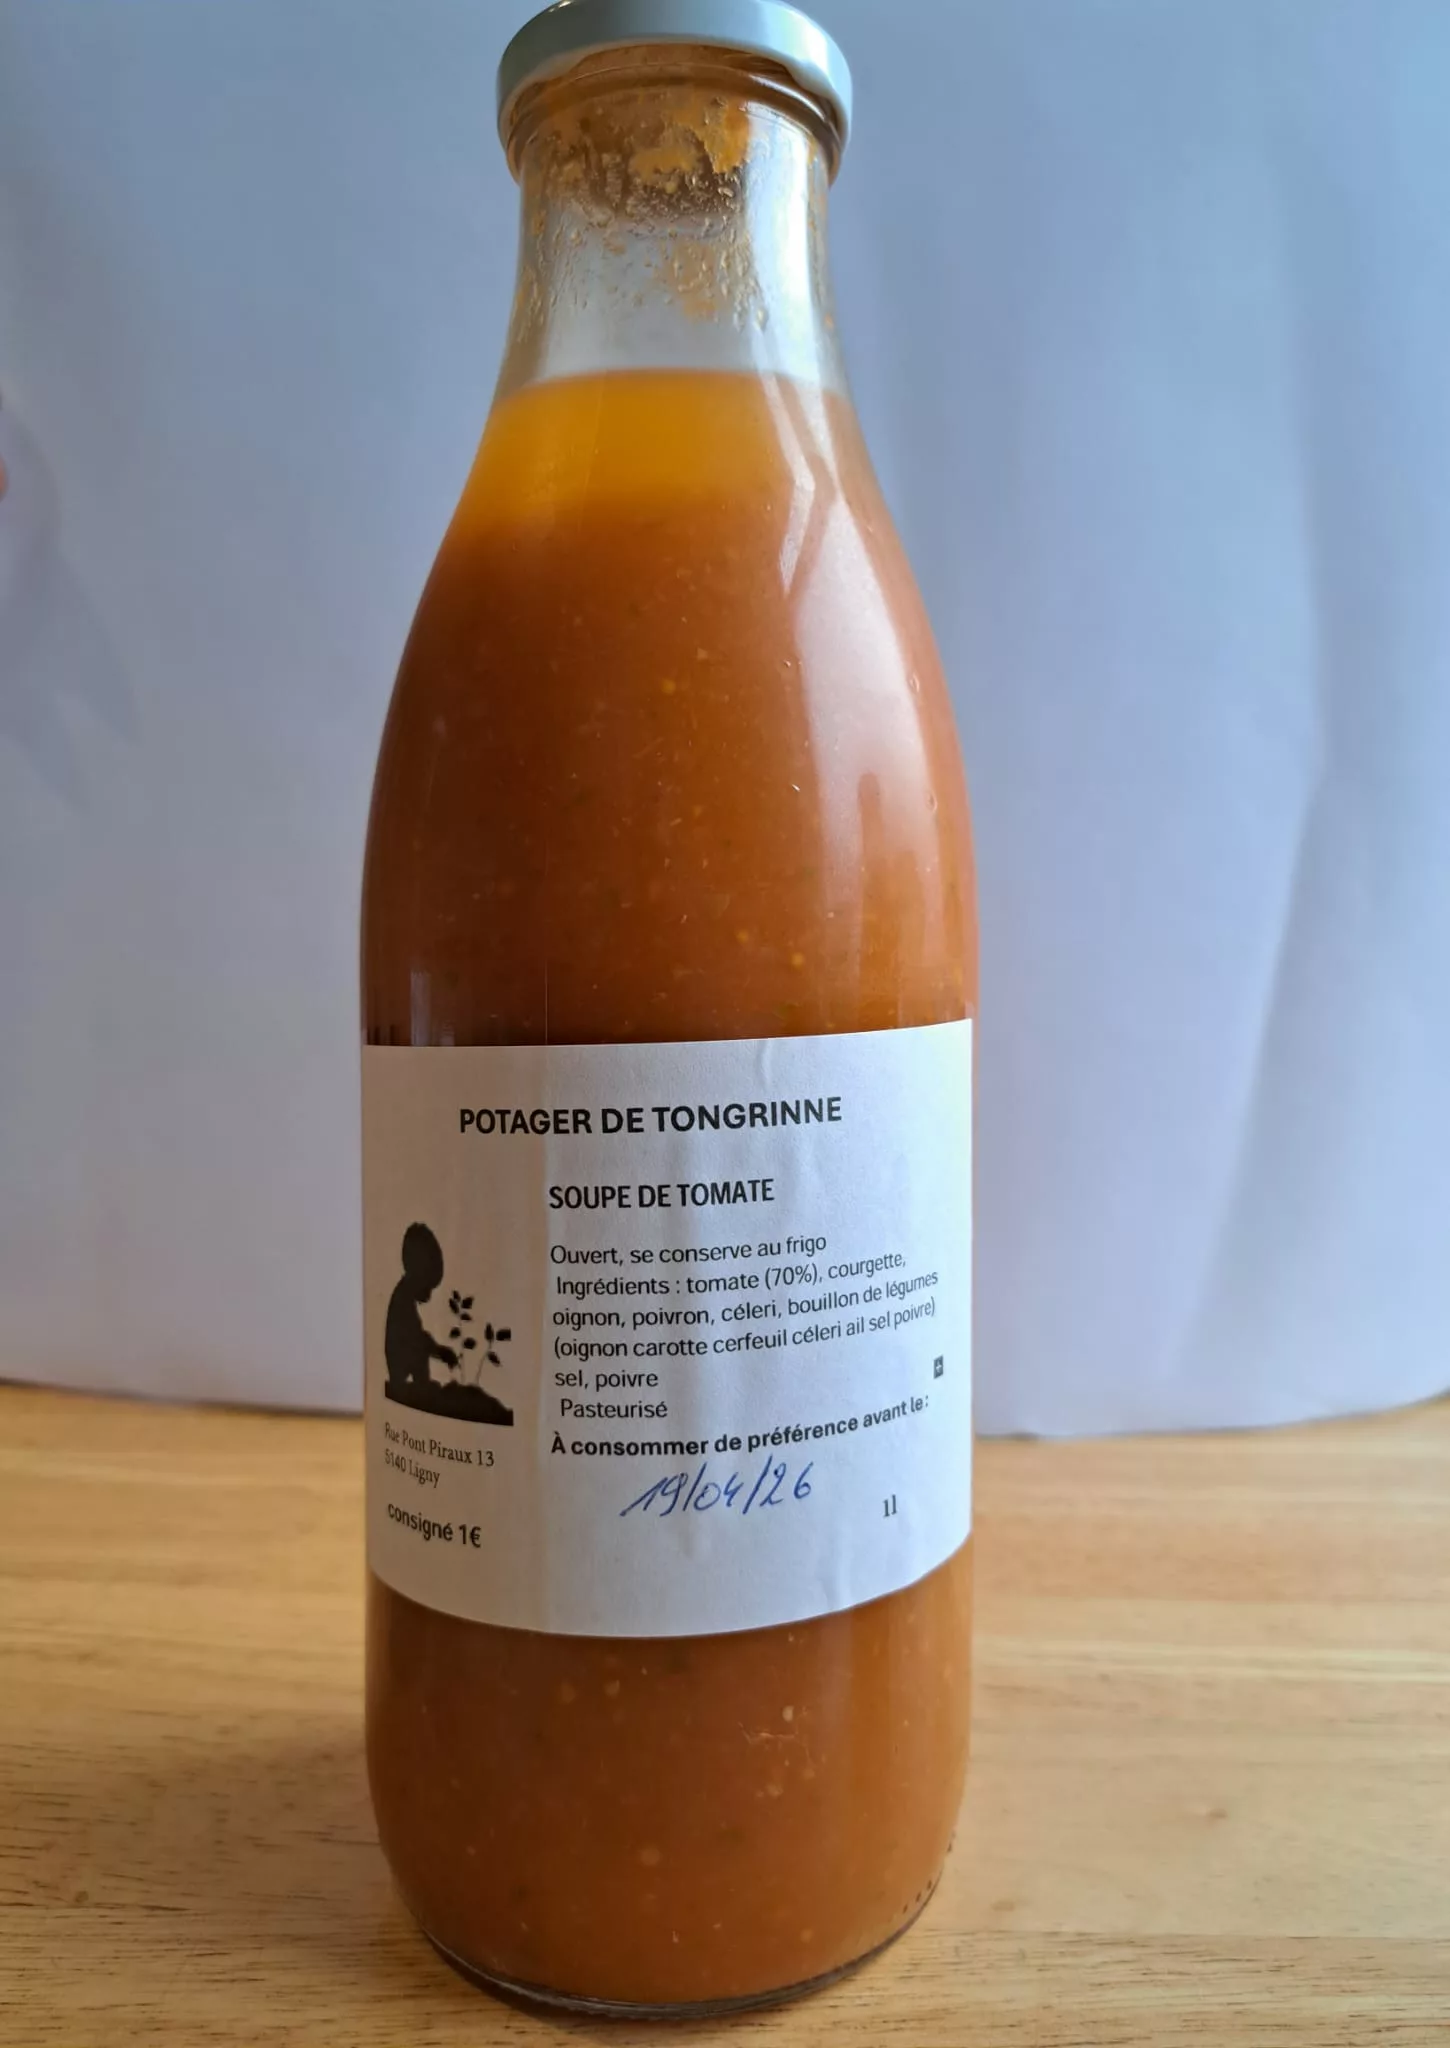 POTAGER DE TONGRINNE
SOUPE DE TOMATE
Ouvert, se conserve au frigo
Ingrédients : tomate (70%), courgette,
oignon, poivron, céleri, bouillon de légumes
(oignon carotte cerfeuil céleri ail sel poivre)
sel, poivre
Pasteurisé
À consommer de préférence avant le :
19/04/26
1l
Rue Pont Piraux 13
5140 Ligny
consigné 1€